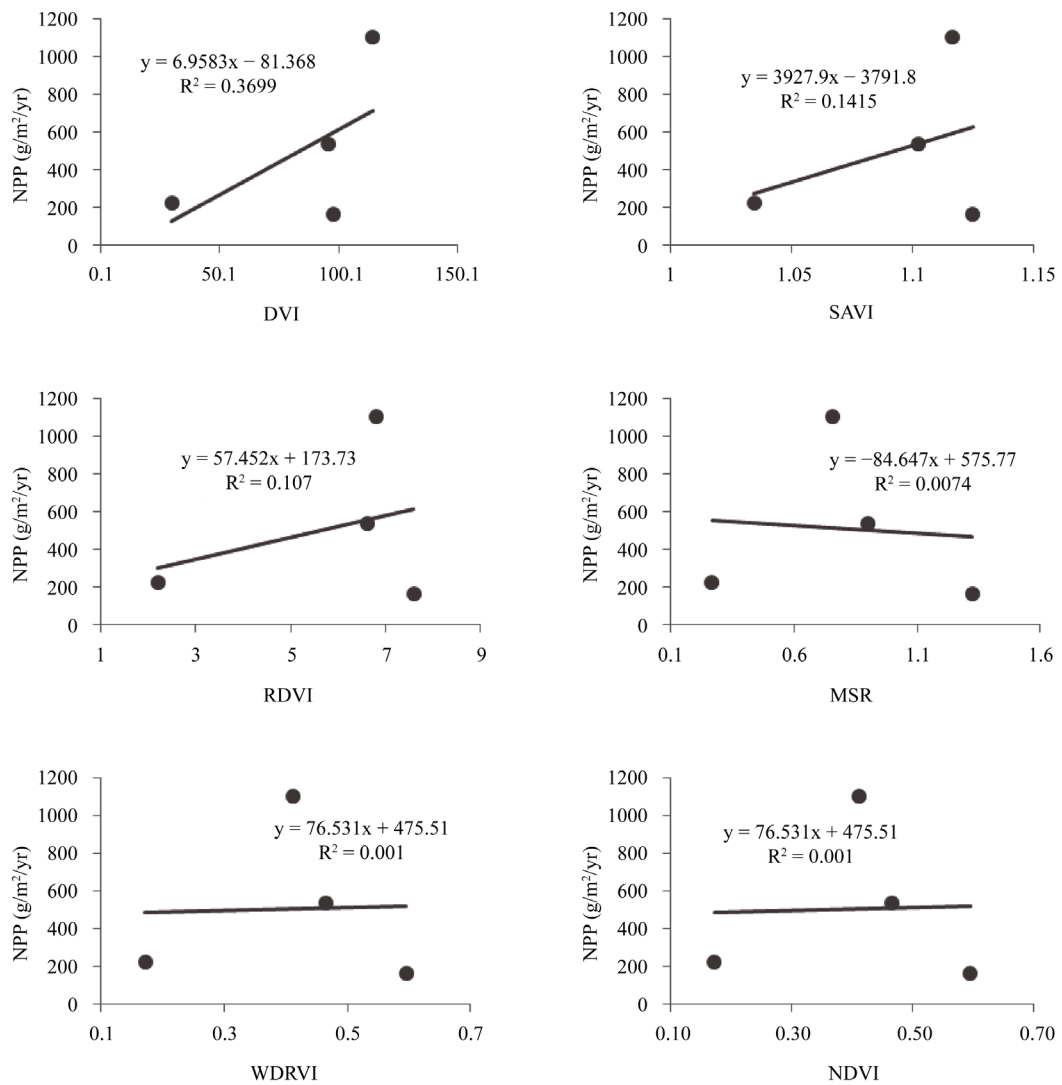 1200
1000
800
600
400
200
0
NPP (g/m²/yr)
y = 6.9583x − 81.368
R² = 0.3699
0.1 50.1 100.1 150.1
DVI
1200
1000
800
600
400
200
0
NPP (g/m²/yr)
y = 3927.9x − 3791.8
R² = 0.1415
1 1.05 1.1 1.15
SAVI
1200
1000
800
600
400
200
0
NPP (g/m²/yr)
y = 57.452x + 173.73
R² = 0.107
1 3 5 7 9
RDVI
1200
1000
800
600
400
200
0
NPP (g/m²/yr)
y = −84.647x + 575.77
R² = 0.0074
0.1 0.6 1.1 1.6
MSR
1200
1000
800
600
400
200
0
NPP (g/m²/yr)
y = 76.531x + 475.51
R² = 0.001
0.1 0.3 0.5 0.7
WDRVI
1200
1000
800
600
400
200
0
NPP (g/m²/yr)
y = 76.531x + 475.51
R² = 0.001
0.10 0.30 0.50 0.70
NDVI